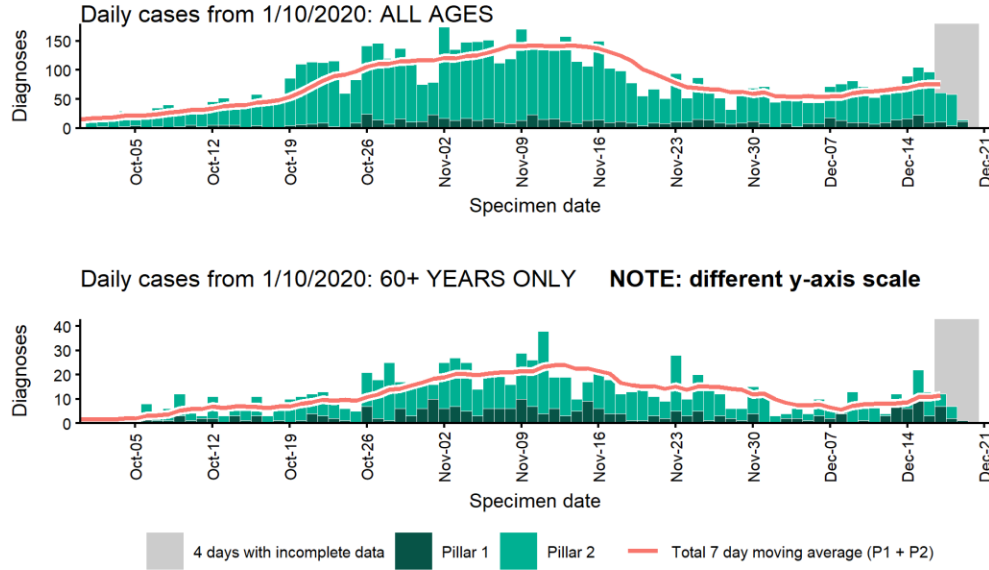 Daily cases from 1/10/2020: ALL AGES
Diagnoses
150
100
50
0
Oct-05
Oct-12
Oct-19
Oct-26
Nov-02
Nov-09
Nov-16
Nov-23
Nov-30
Dec-07
Dec-14
Dec-21
Specimen date
Daily cases from 1/10/2020: 60+ YEARS ONLY NOTE: different y-axis scale
Diagnoses
40
30
20
10
0
Oct-05
Oct-12
Oct-19
Oct-26
Nov-02
Nov-09
Nov-16
Nov-23
Nov-30
Dec-07
Dec-14
Dec-21
Specimen date
4 days with incomplete data Pillar 1 Pillar 2 Total 7 day moving average (P1 + P2)